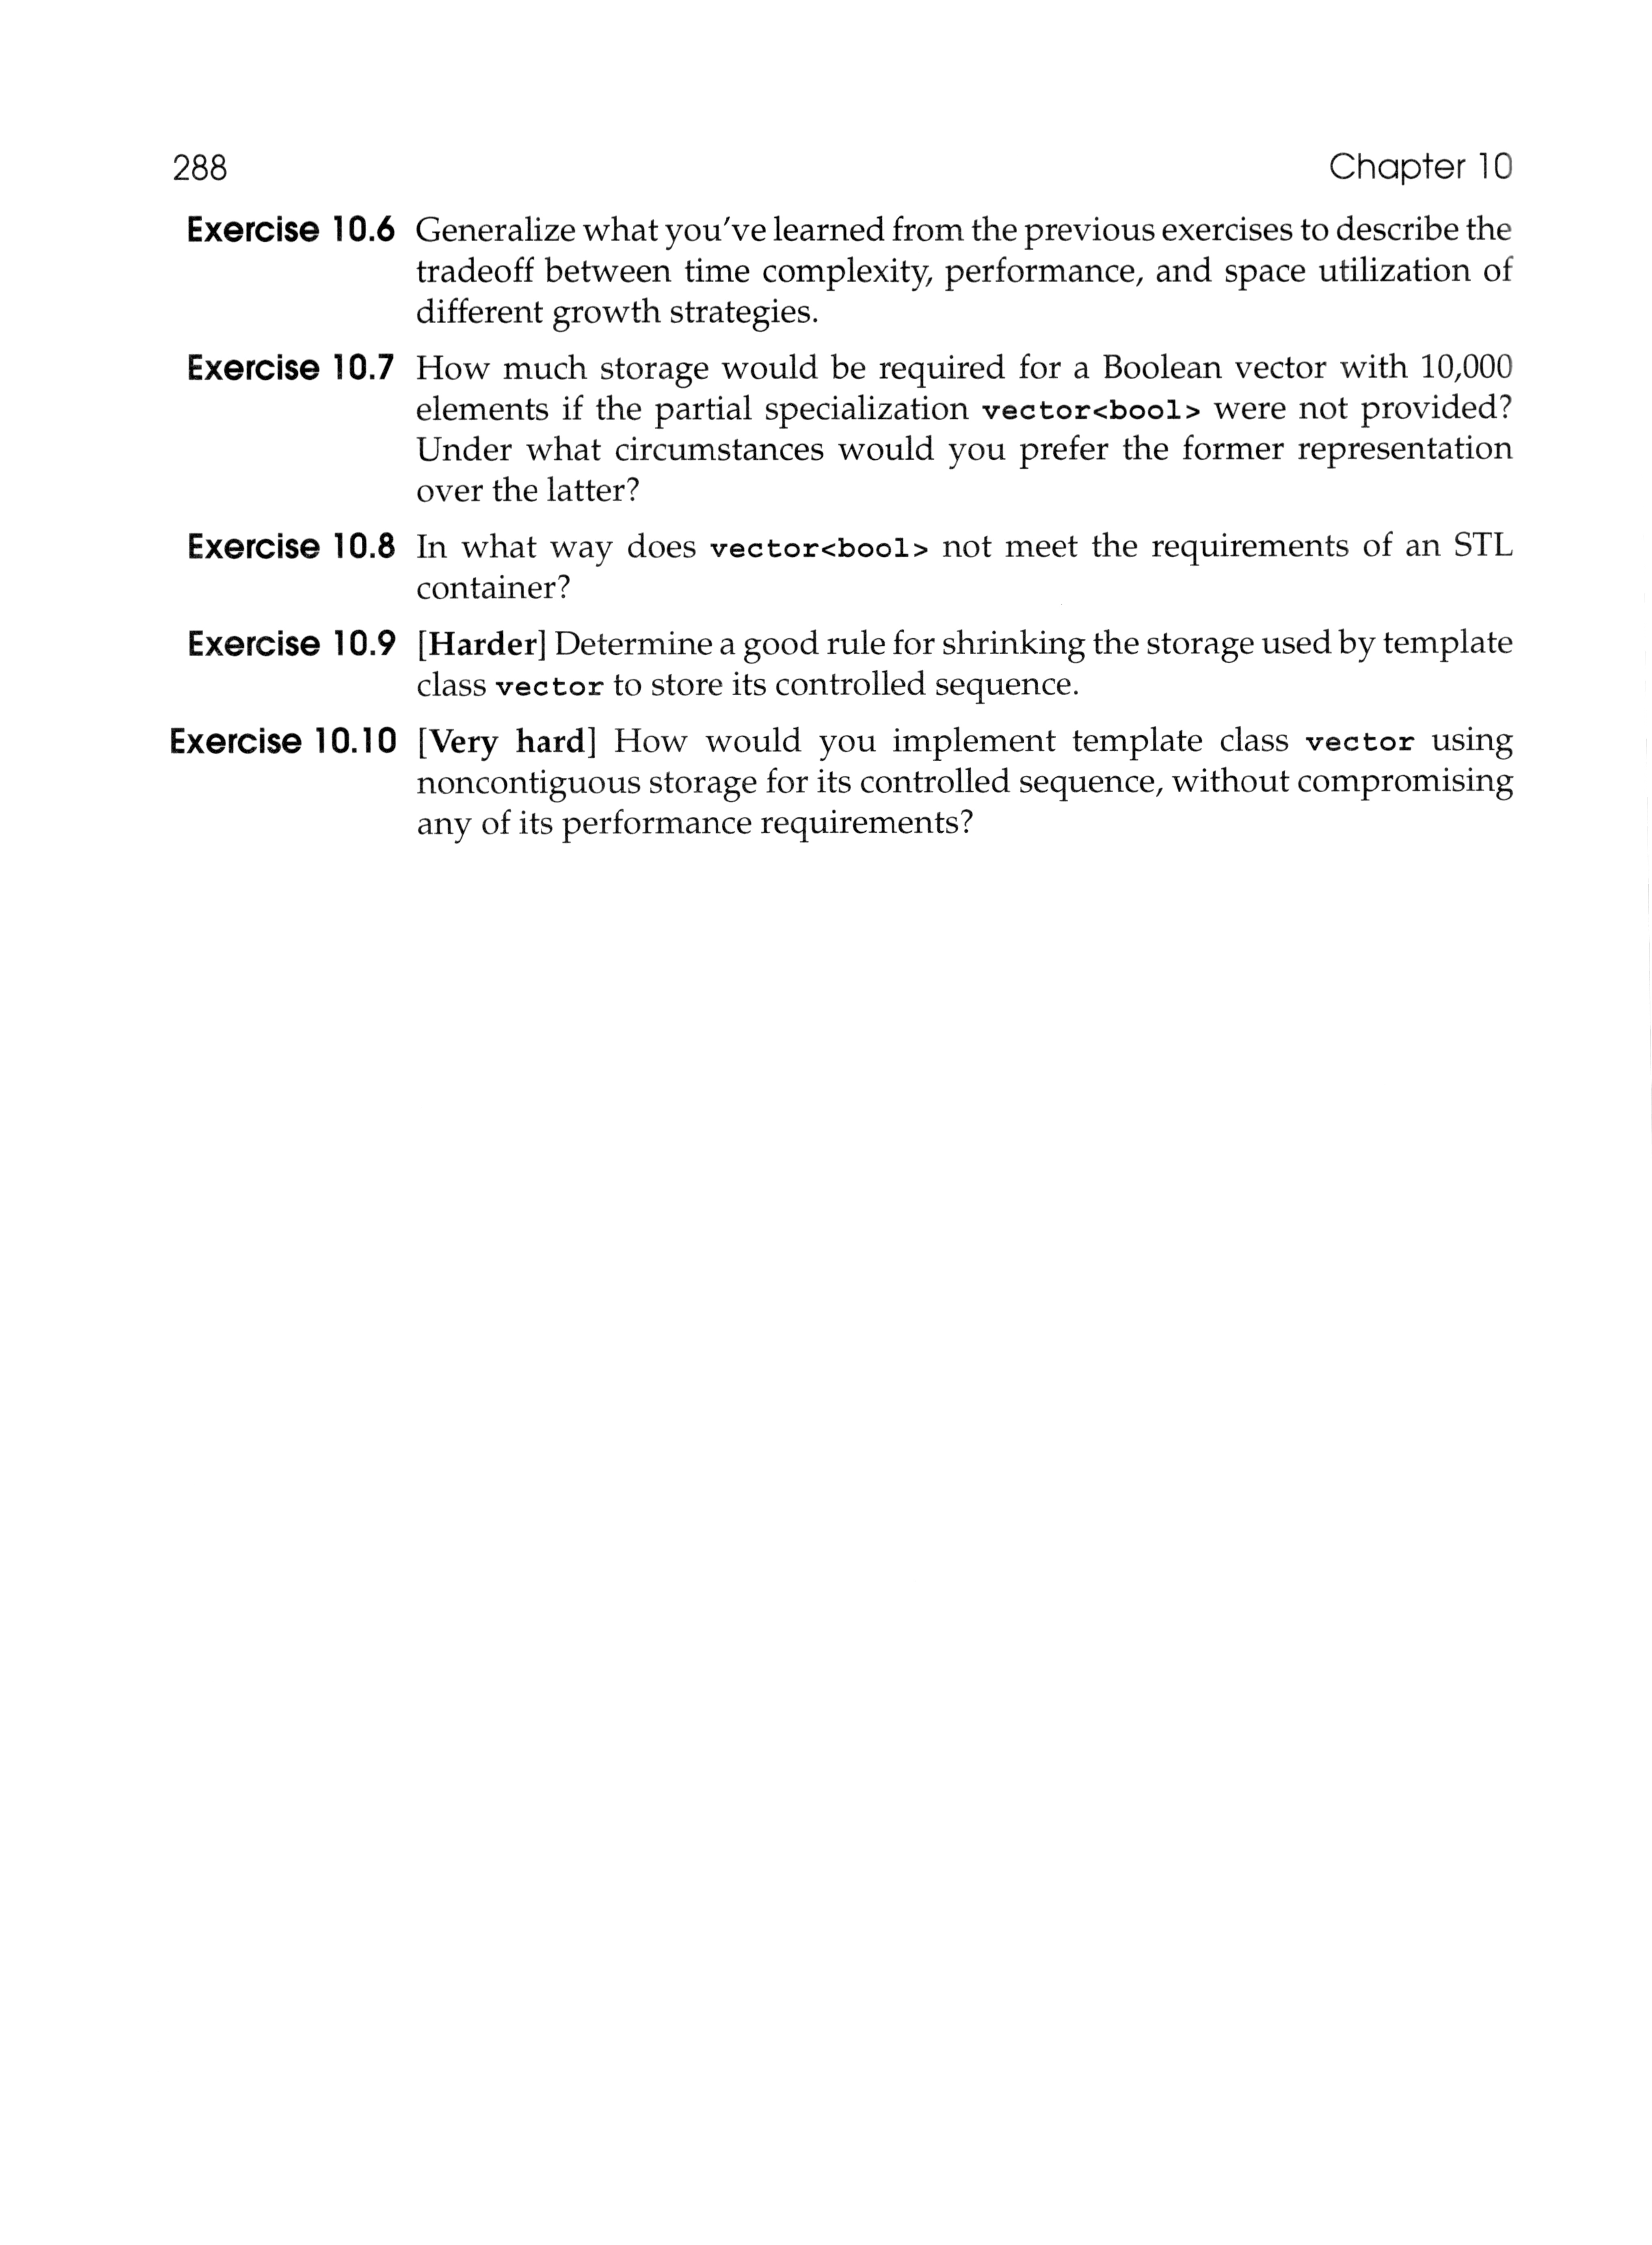 288 Chapter 10
Exercise 10.6 Generalize what you've learned from the previous exercises to describe the
tradeoff between time complexity, performance, and space utilization of
different growth strategies.
Exercise 10.7 How much storage would be required for a Boolean vector with 10,000
elements if the partial specialization vector<bool> were not provided?
Under what circumstances would you prefer the former representation
over the latter?
Exercise 10.8 In what way does vector<bool> not meet the requirements of an STL
container?
Exercise 10.9 [Harder] Determine a good rule for shrinking the storage used by template
class vector to store its controlled sequence.
Exercise 10.10 [Very hard] How would you implement template class vector using
noncontiguous storage for its controlled sequence, without compromising
any of its performance requirements?